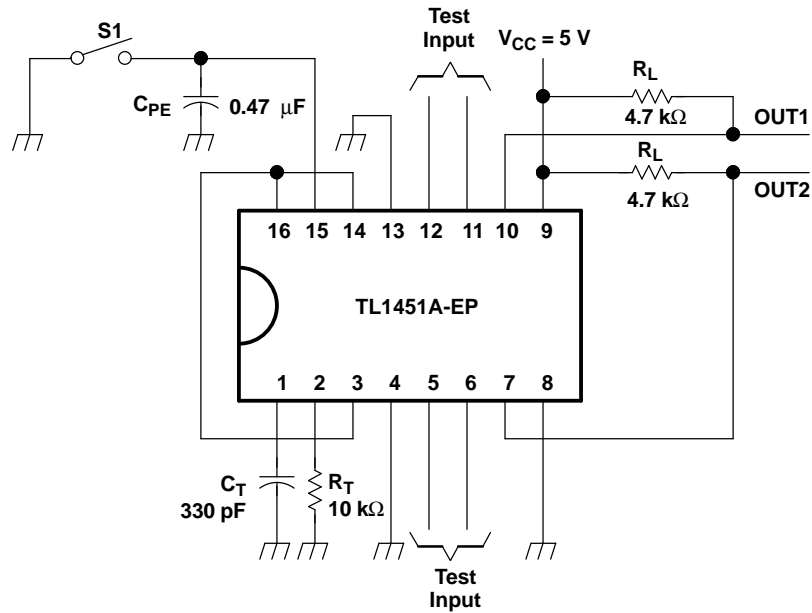 S1
Test
Input
V_CC = 5 V
R_L
C_PE
0.47 μF
4.7 kΩ
OUT1
R_L
OUT2
4.7 kΩ
16 15 14 13 12 11 10 9
TL1451A-EP
1 2 3 4 5 6 7 8
C_T
330 pF
R_T
10 kΩ
Test
Input